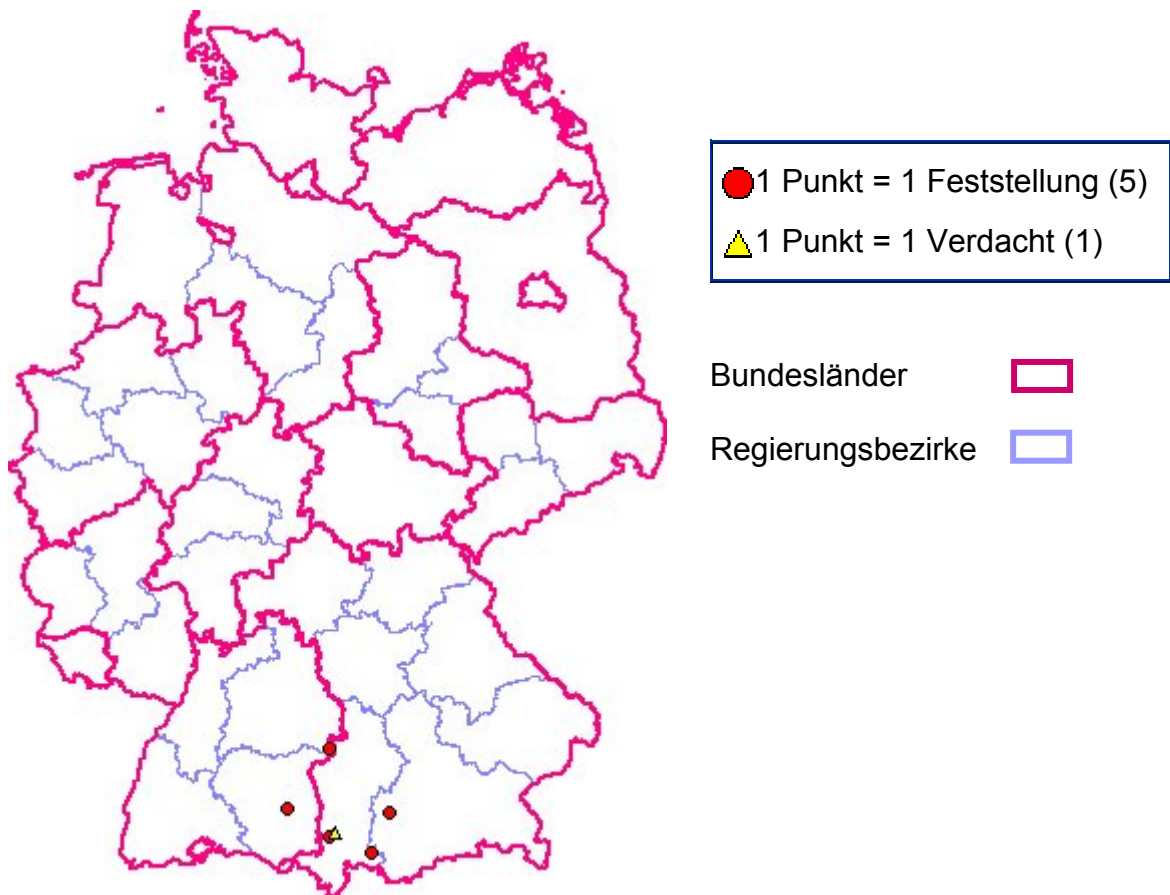 1 Punkt = 1 Feststellung (5)
1 Punkt = 1 Verdacht (1)
Bundesländer
Regierungsbezirke